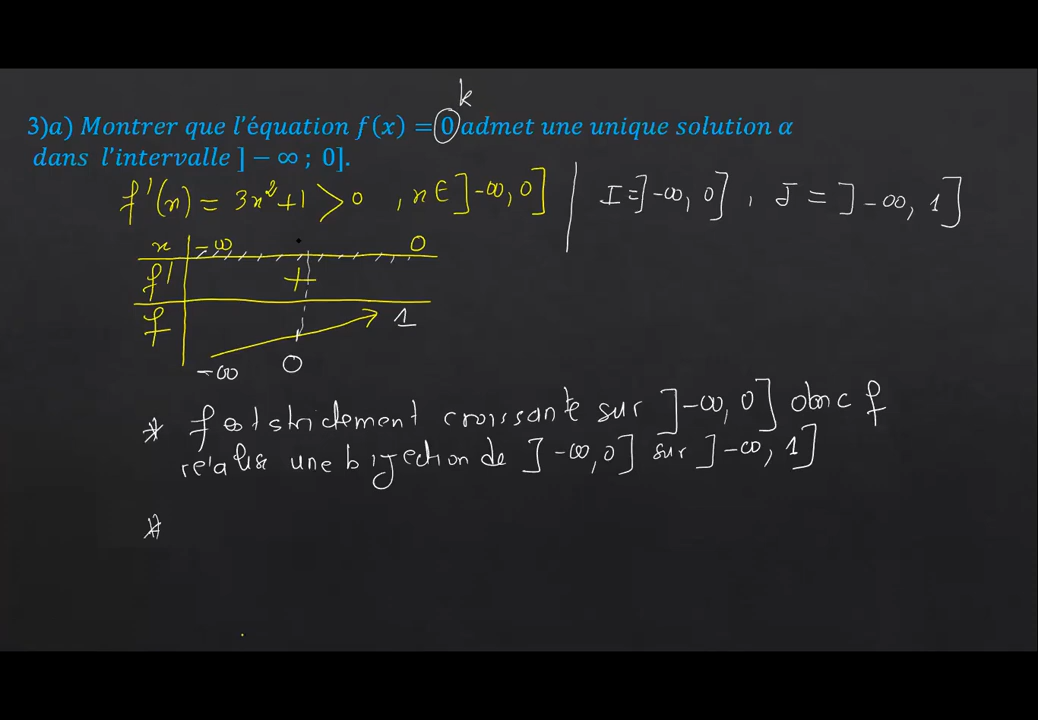 k
3)a) Montrer que l'équation f(x) = 0 admet une unique solution α
dans l'intervalle ] − ∞ ; 0].
f'(x) = 3x²+1 > 0 , x ∈ ]-∞, 0] | I = ]-∞, 0] , J = ]-∞, 1]
x | -∞ 0
f' | +
f | 1
-∞ 0
* f est strictement croissante sur ]-∞, 0] donc f
réalise une bijection de ]-∞, 0] sur ]-∞, 1]
*